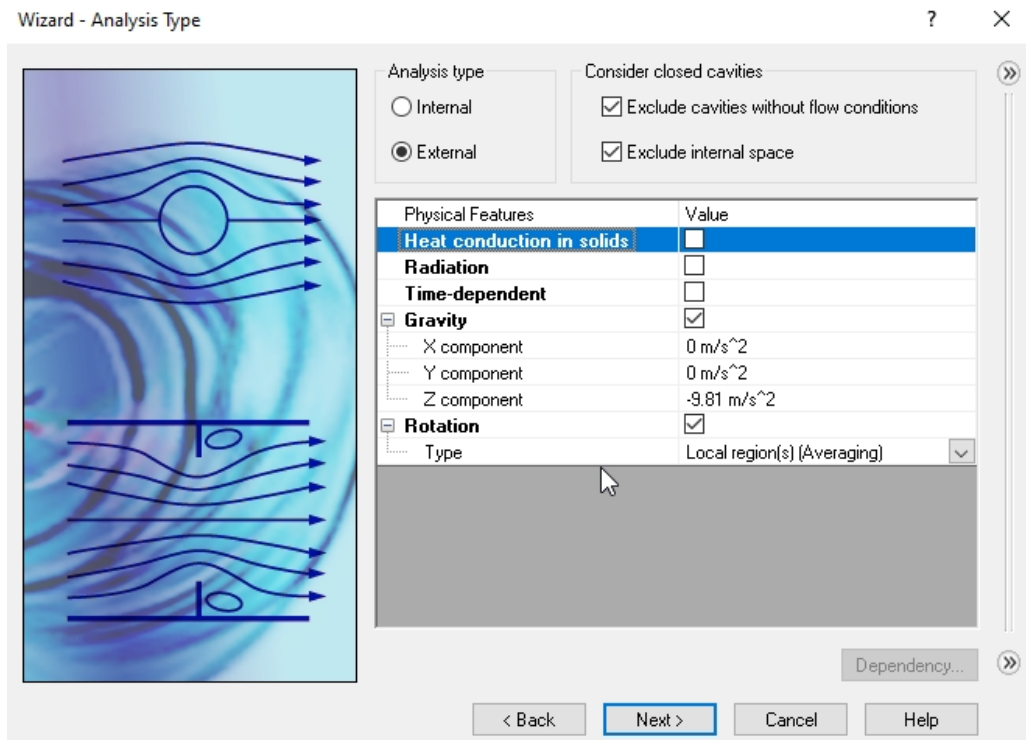 Wizard - Analysis Type
?
Analysis type
Consider closed cavities
Internal
Exclude cavities without flow conditions
External
Exclude internal space
Physical Features Value
Heat conduction in solids
Radiation
Time-dependent
Gravity
X component 0 m/s^2
Y component 0 m/s^2
Z component -9.81 m/s^2
Rotation
Type Local region(s) (Averaging)
Dependency...
< Back Next > Cancel Help